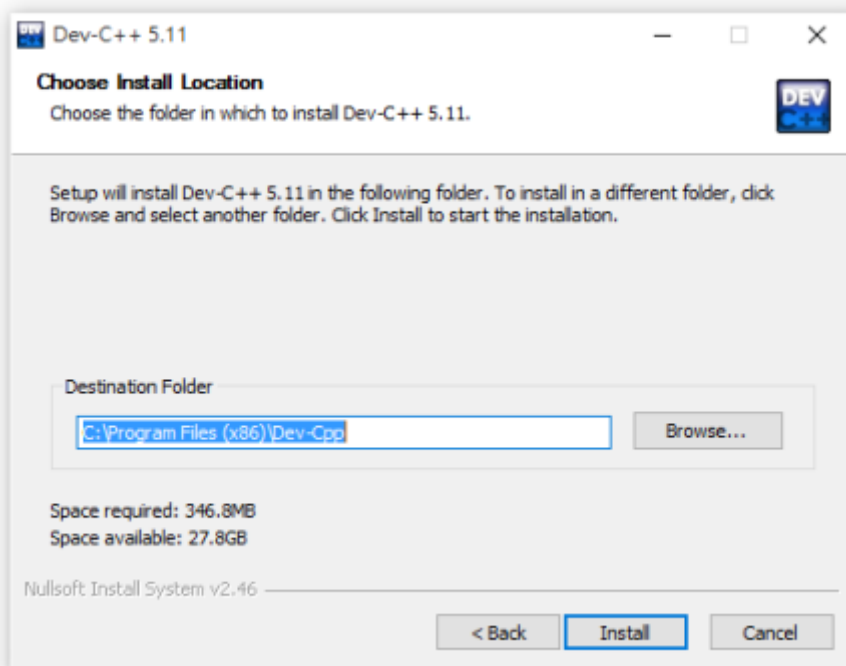 Dev-C++ 5.11
Choose Install Location
Choose the folder in which to install Dev-C++ 5.11.
DEV
C++
Setup will install Dev-C++ 5.11 in the following folder. To install in a different folder, click
Browse and select another folder. Click Install to start the installation.
Destination Folder
C:\Program Files (x86)\Dev-Cpp
Browse...
Space required: 346.8MB
Space available: 27.8GB
Nullsoft Install System v2.46
< Back
Install
Cancel